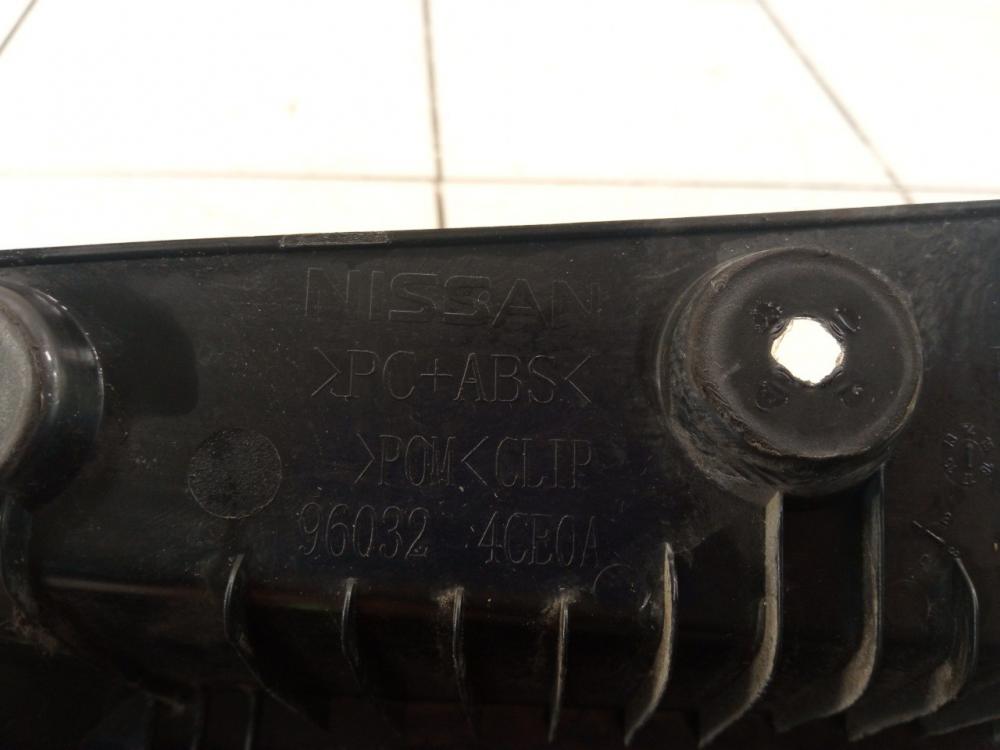 NISSAN
>PC+ABS<
>POM<CLIP
96032 4CE0A